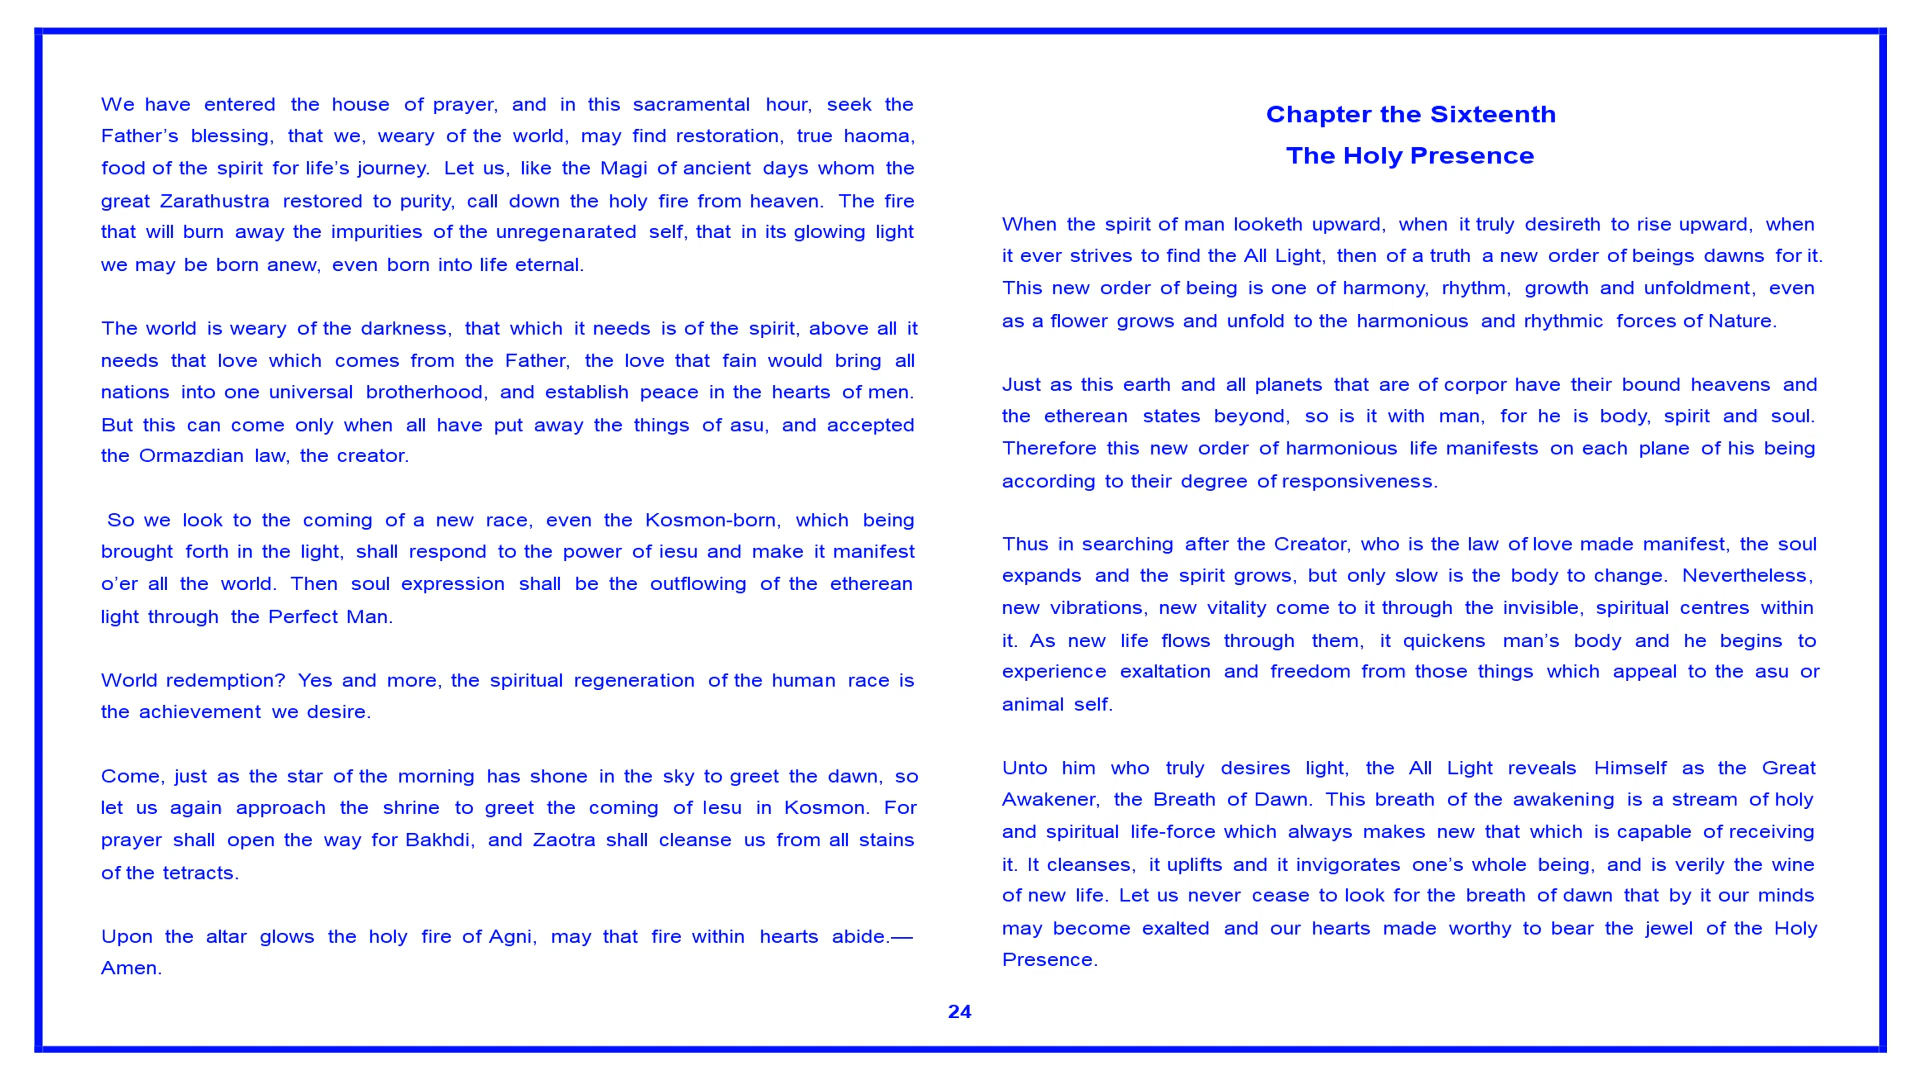 We have entered the house of prayer, and in this sacramental hour, seek the
Father’s blessing, that we, weary of the world, may find restoration, true haoma,
food of the spirit for life’s journey. Let us, like the Magi of ancient days whom the
great Zarathustra restored to purity, call down the holy fire from heaven. The fire
that will burn away the impurities of the unregenarated self, that in its glowing light
we may be born anew, even born into life eternal.
The world is weary of the darkness, that which it needs is of the spirit, above all it
needs that love which comes from the Father, the love that fain would bring all
nations into one universal brotherhood, and establish peace in the hearts of men.
But this can come only when all have put away the things of asu, and accepted
the Ormazdian law, the creator.
So we look to the coming of a new race, even the Kosmon-born, which being
brought forth in the light, shall respond to the power of iesu and make it manifest
o’er all the world. Then soul expression shall be the outflowing of the etherean
light through the Perfect Man.
World redemption? Yes and more, the spiritual regeneration of the human race is
the achievement we desire.
Come, just as the star of the morning has shone in the sky to greet the dawn, so
let us again approach the shrine to greet the coming of Iesu in Kosmon. For
prayer shall open the way for Bakhdi, and Zaotra shall cleanse us from all stains
of the tetracts.
Upon the altar glows the holy fire of Agni, may that fire within hearts abide.—
Amen.
Chapter the Sixteenth
The Holy Presence
When the spirit of man looketh upward, when it truly desireth to rise upward, when
it ever strives to find the All Light, then of a truth a new order of beings dawns for it.
This new order of being is one of harmony, rhythm, growth and unfoldment, even
as a flower grows and unfold to the harmonious and rhythmic forces of Nature.
Just as this earth and all planets that are of corpor have their bound heavens and
the etherean states beyond, so is it with man, for he is body, spirit and soul.
Therefore this new order of harmonious life manifests on each plane of his being
according to their degree of responsiveness.
Thus in searching after the Creator, who is the law of love made manifest, the soul
expands and the spirit grows, but only slow is the body to change. Nevertheless,
new vibrations, new vitality come to it through the invisible, spiritual centres within
it. As new life flows through them, it quickens man’s body and he begins to
experience exaltation and freedom from those things which appeal to the asu or
animal self.
Unto him who truly desires light, the All Light reveals Himself as the Great
Awakener, the Breath of Dawn. This breath of the awakening is a stream of holy
and spiritual life-force which always makes new that which is capable of receiving
it. It cleanses, it uplifts and it invigorates one’s whole being, and is verily the wine
of new life. Let us never cease to look for the breath of dawn that by it our minds
may become exalted and our hearts made worthy to bear the jewel of the Holy
Presence.
24